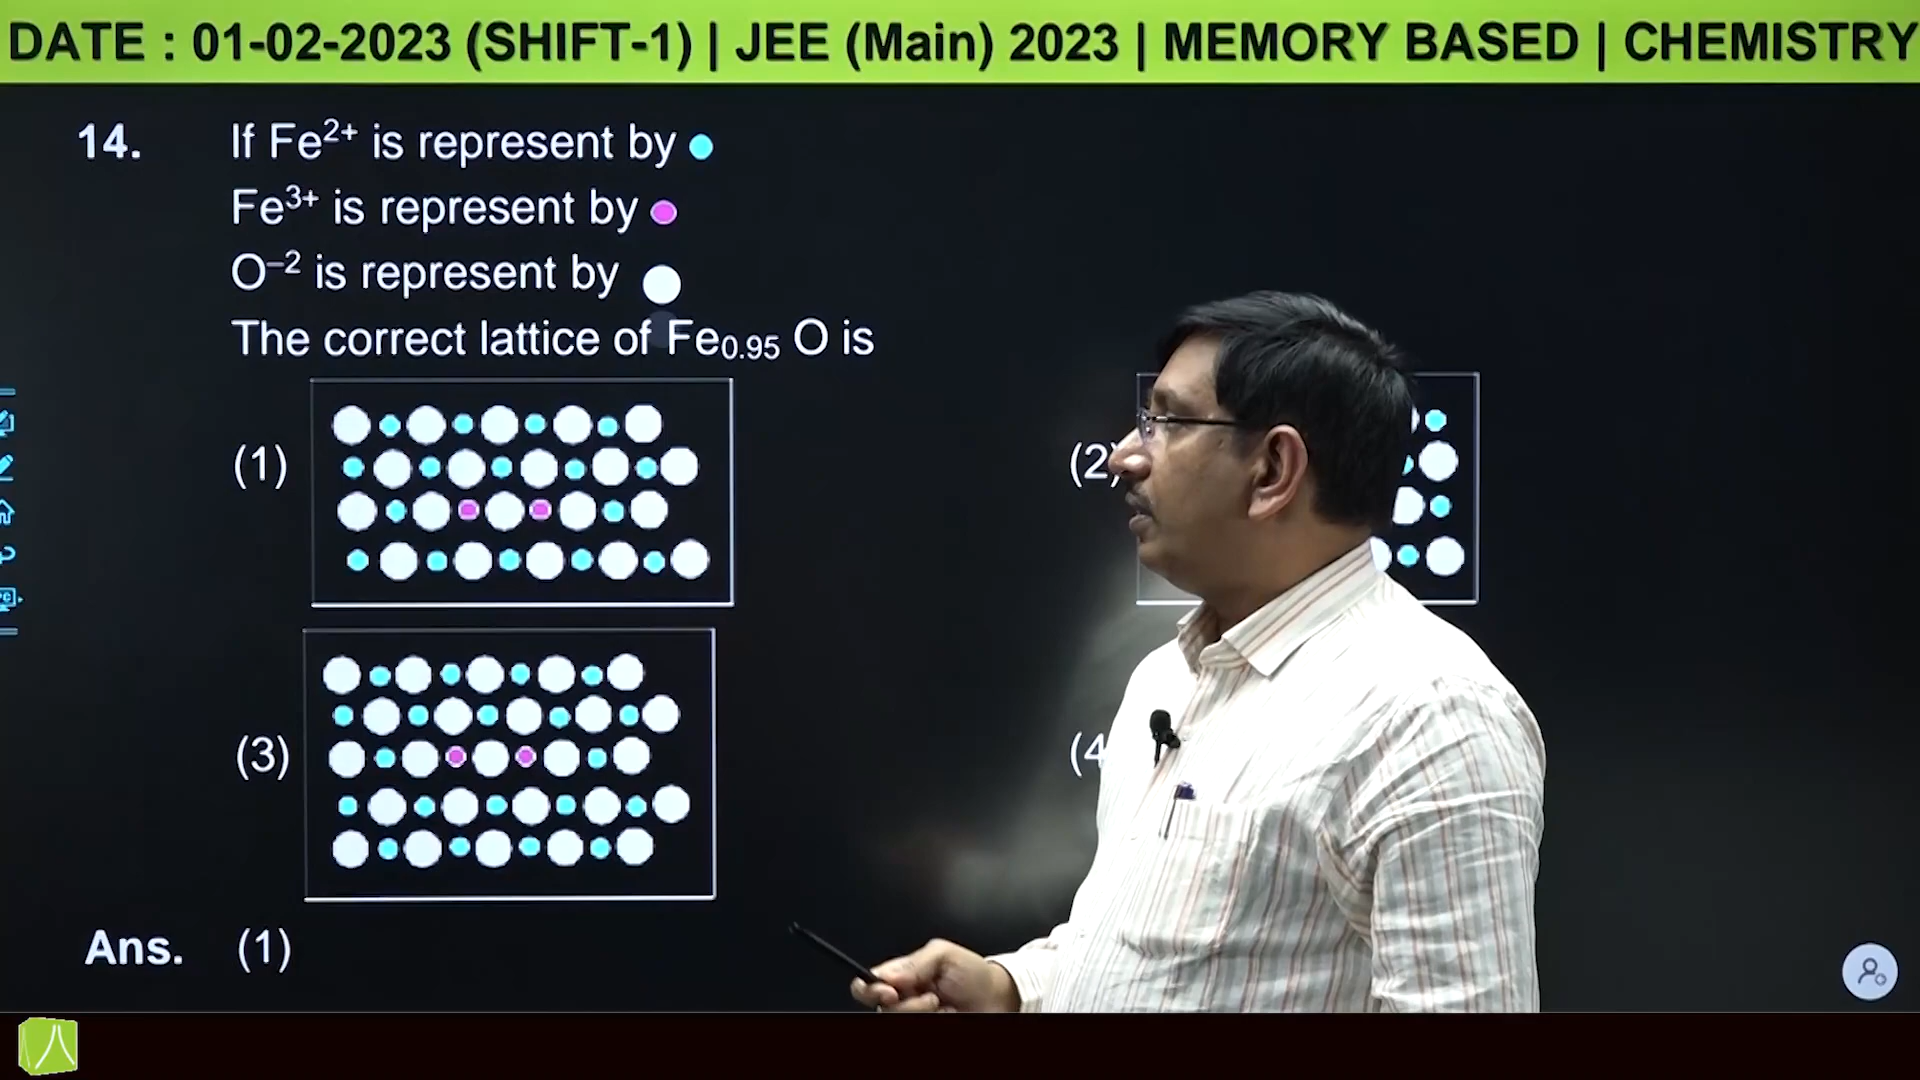 DATE : 01-02-2023 (SHIFT-1) | JEE (Main) 2023 | MEMORY BASED | CHEMISTRY
14. If Fe²⁺ is represent by
Fe³⁺ is represent by
O⁻² is represent by
The correct lattice of Fe₀.₉₅ O is
(1)
(2)
(3)
(4
Ans. (1)